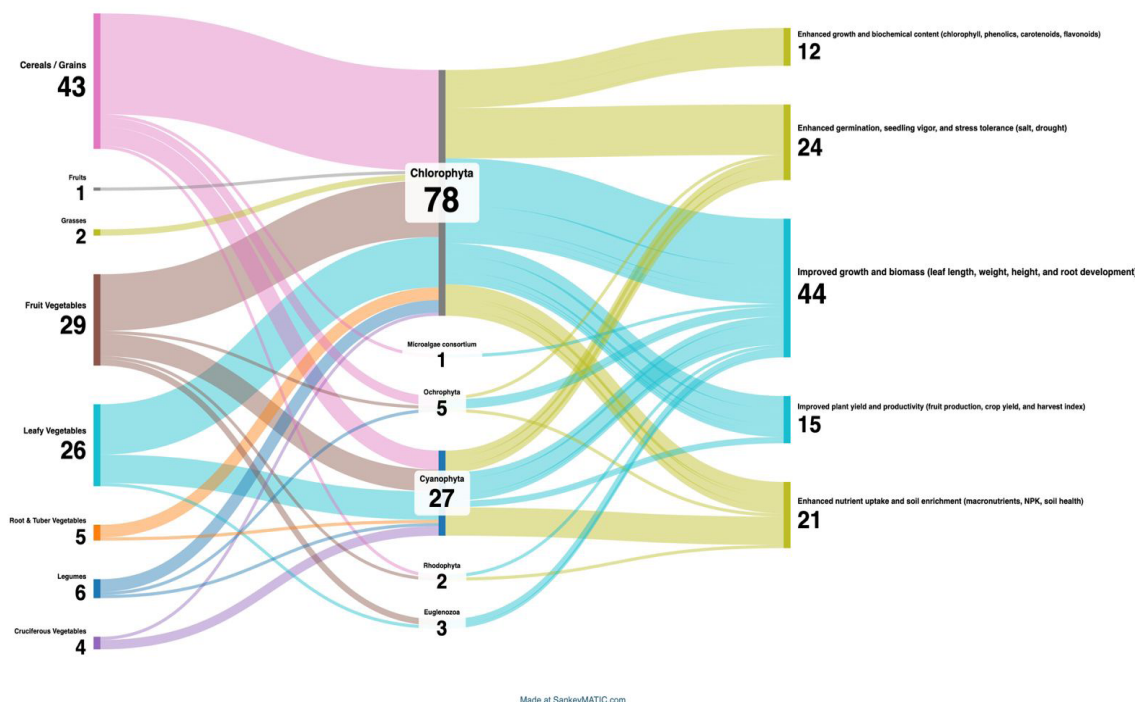 Cereals / Grains
43
Fruits
1
Grasses
2
Fruit Vegetables
29
Leafy Vegetables
26
Root & Tuber Vegetables
5
Legumes
6
Cruciferous Vegetables
4
Chlorophyta
78
Microalgae consortium
1
Ochrophyta
5
Cyanophyta
27
Rhodophyta
2
Euglenozoa
3
Enhanced growth and biochemical content (chlorophyll, phenolics, carotenoids, flavonoids)
12
Enhanced germination, seedling vigor, and stress tolerance (salt, drought)
24
Improved growth and biomass (leaf length, weight, height, and root development)
44
Improved plant yield and productivity (fruit production, crop yield, and harvest index)
15
Enhanced nutrient uptake and soil enrichment (macronutrients, NPK, soil health)
21
Made at SankeyMATIC.com